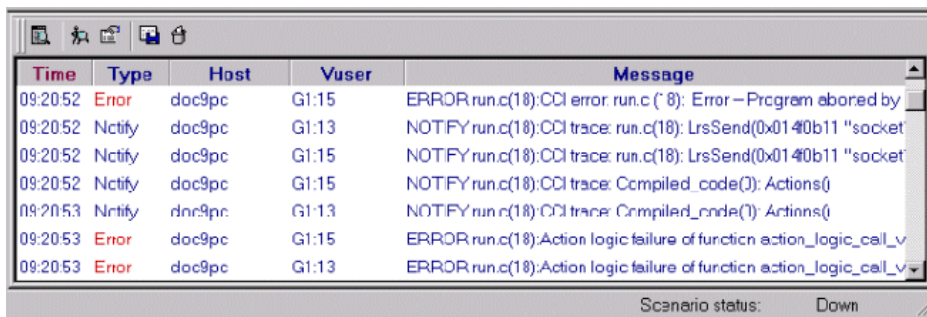 Time Type Host Vuser Message
09:20:52 Error doc9pc G1:15 ERROR run.c(18):CCI error: run.c (18): Error – Program aborted by
09:20:52 Notify doc9pc G1:13 NOTIFY run.c(18):CCI trace: run.c(18): LrsSend(0x014f0b11 "socket
09:20:52 Notify doc9pc G1:15 NOTIFY run.c(18):CCI trace: run.c(18): LrsSend(0x014f0b11 "socket
09:20:52 Notify doc9pc G1:15 NOTIFY run.c(18):CCI trace: Compiled_code(0): Actions()
09:20:53 Notify doc9pc G1:13 NOTIFY run.c(18):CCI trace: Compiled_code(0): Actions()
09:20:53 Error doc9pc G1:15 ERROR run.c(18):Action logic failure of function action_logic_call_v
09:20:53 Error doc9pc G1:13 ERROR run.c(18):Action logic failure of function action_logic_call_v
Scenario status: Down